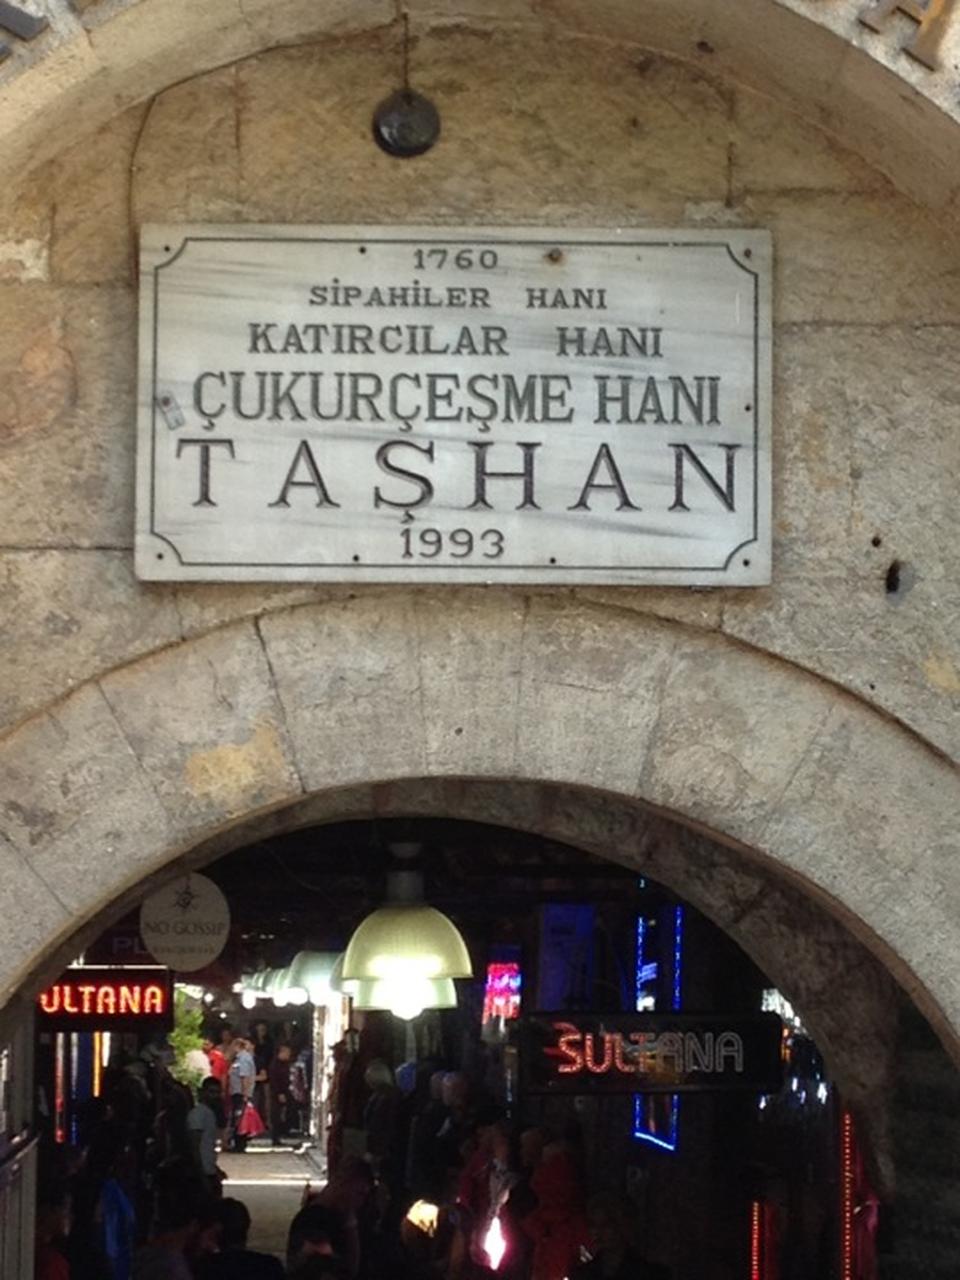 1760
SİPAHİLER HANI
KATIRCILAR HANI
ÇUKURÇEŞME HANI
TAŞHAN
1993
NO GOSSIP
ULTANA
SULTANA